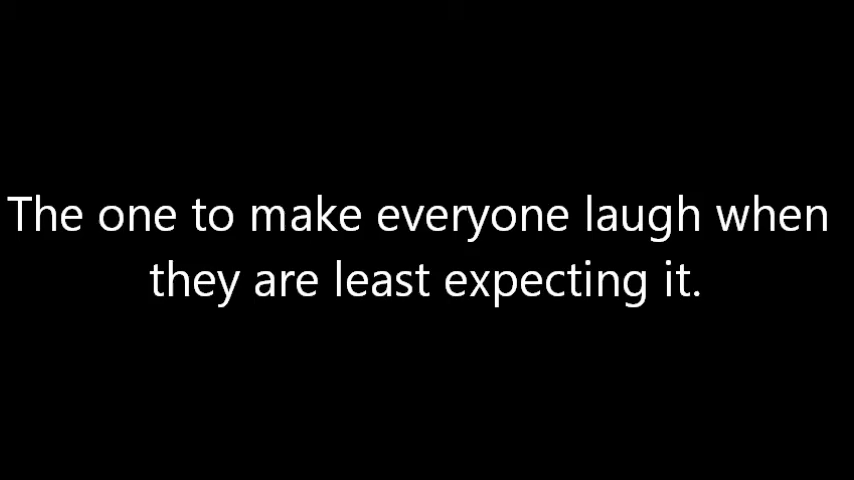 The one to make everyone laugh when
they are least expecting it.